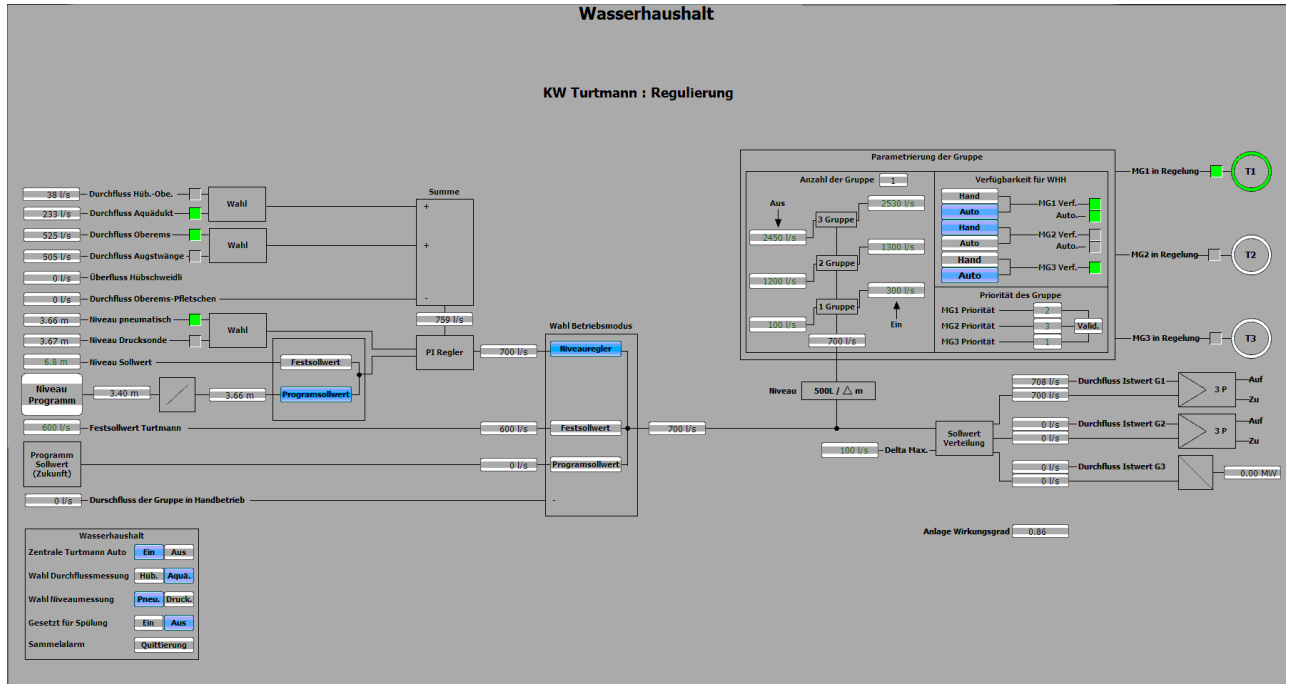 Wasserhaushalt
KW Turtmann : Regulierung
38 l/s
Durchfluss Hüb.-Obe.
233 l/s
Durchfluss Aquädukt
Wahl
525 l/s
Durchfluss Oberems
505 l/s
Durchfluss Augstwänge
Wahl
0 l/s
Überfluss Hübschweidli
0 l/s
Durchfluss Oberems-Pfletschen
3.66 m
Niveau pneumatisch
3.67 m
Niveau Drucksonde
Wahl
6.8 m
Niveau Sollwert
Niveau
Programm
3.40 m
3.66 m
Festsollwert
Programsollwert
Summe
+
+
-
759 l/s
PI Regler
700 l/s
600 l/s
Festsollwert Turtmann
600 l/s
Programm
Sollwert
(Zukunft)
0 l/s
0 l/s
Durschfluss der Gruppe in Handbetrieb
Wahl Betriebsmodus
Niveauregler
Festsollwert
Programsollwert
-
700 l/s
Parametrierung der Gruppe
Anzahl der Gruppe
1
Aus
2530 l/s
3 Gruppe
2450 l/s
1300 l/s
2 Gruppe
1200 l/s
300 l/s
1 Gruppe
100 l/s
Ein
700 l/s
Verfügbarkeit für WHH
Hand
Auto
MG1 Verf.
Auto.
Hand
Auto
MG2 Verf.
Auto.
Hand
Auto
MG3 Verf.
Priorität des Gruppe
MG1 Priorität
2
MG2 Priorität
3
Valid.
MG3 Priorität
1
MG1 in Regelung
T1
MG2 in Regelung
T2
MG3 in Regelung
T3
Niveau
500L / △ m
100 l/s
Delta Max.
Sollwert
Verteilung
708 l/s
Durchfluss Istwert G1
700 l/s
3 P
Auf
Zu
0 l/s
Durchfluss Istwert G2
0 l/s
3 P
Auf
Zu
0 l/s
Durchfluss Istwert G3
0 l/s
0.00 MW
Anlage Wirkungsgrad
0.86
Wasserhaushalt
Zentrale Turtmann Auto
Ein
Aus
Wahl Durchflussmessung
Hüb.
Aquä.
Wahl Niveaumessung
Pneu.
Druck.
Gesetzt für Spülung
Ein
Aus
Sammelalarm
Quittierung